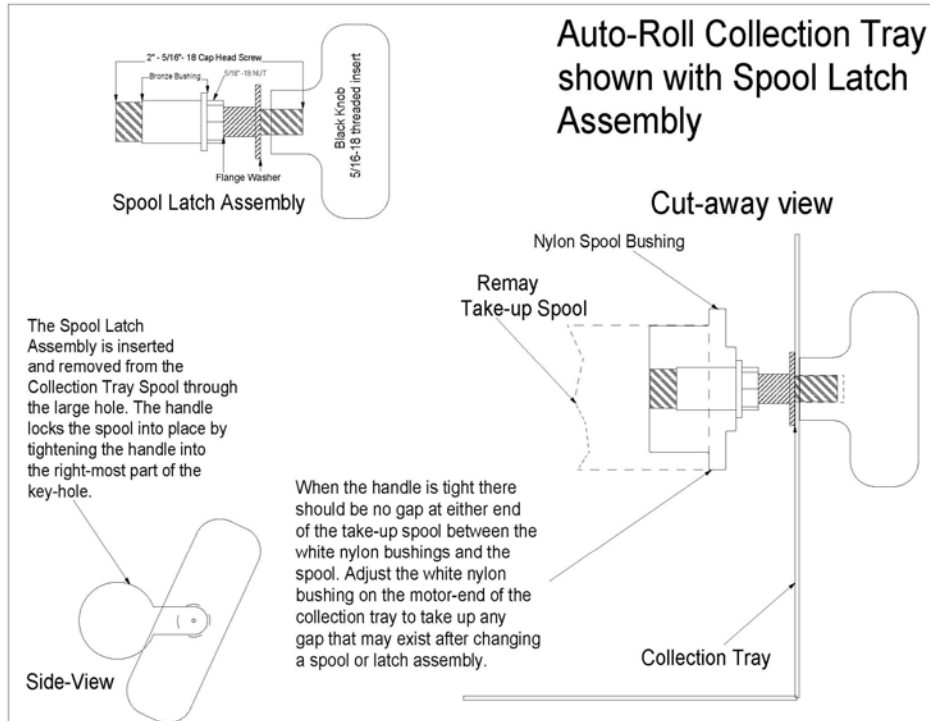 Auto-Roll Collection Tray
shown with Spool Latch
Assembly
2" - 5/16"- 18 Cap Head Screw
Bronze Bushing
5/16" -18 NUT
Black Knob
5/16-18 threaded insert
Flange Washer
Spool Latch Assembly
Cut-away view
Nylon Spool Bushing
Remay
Take-up Spool
The Spool Latch
Assembly is inserted
and removed from the
Collection Tray Spool through
the large hole. The handle
locks the spool into place by
tightening the handle into
the right-most part of the
key-hole.
When the handle is tight there
should be no gap at either end
of the take-up spool between the
white nylon bushings and the
spool. Adjust the white nylon
bushing on the motor-end of the
collection tray to take up any
gap that may exist after changing
a spool or latch assembly.
Collection Tray
Side-View